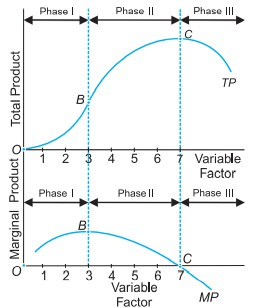 Phase I Phase II Phase III
Total Product
C
B
TP
O 1 2 3 4 5 6 7 Variable
Factor
Phase I Phase II Phase III
Marginal Product
B
C
O 1 2 3 4 5 6 7
Variable
Factor
MP